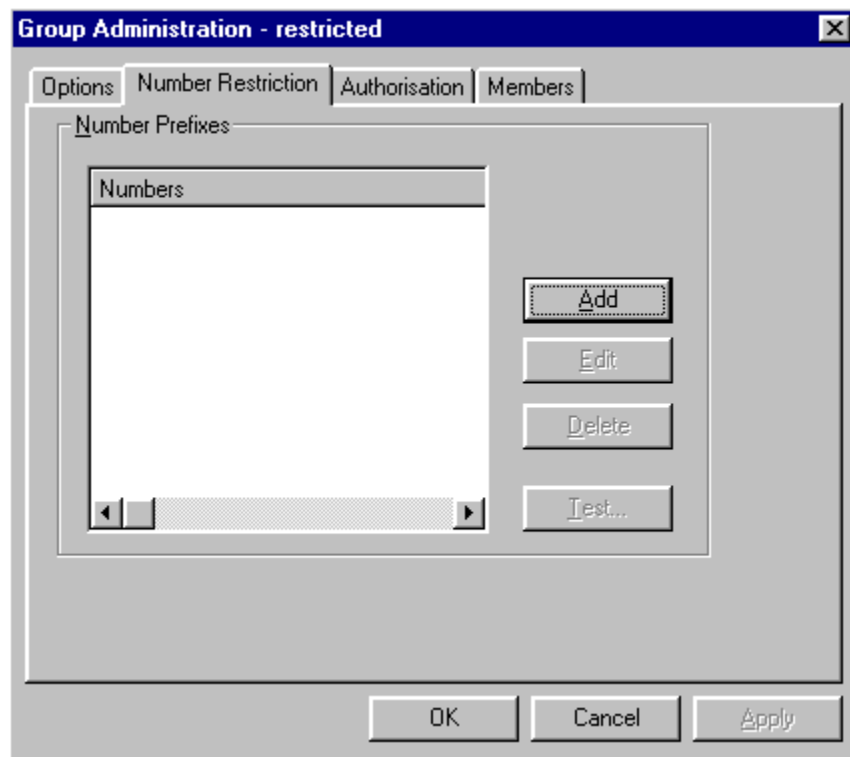 Group Administration - restricted
Options Number Restriction Authorisation Members
Number Prefixes
Numbers
Add
Edit
Delete
Test...
OK Cancel Apply